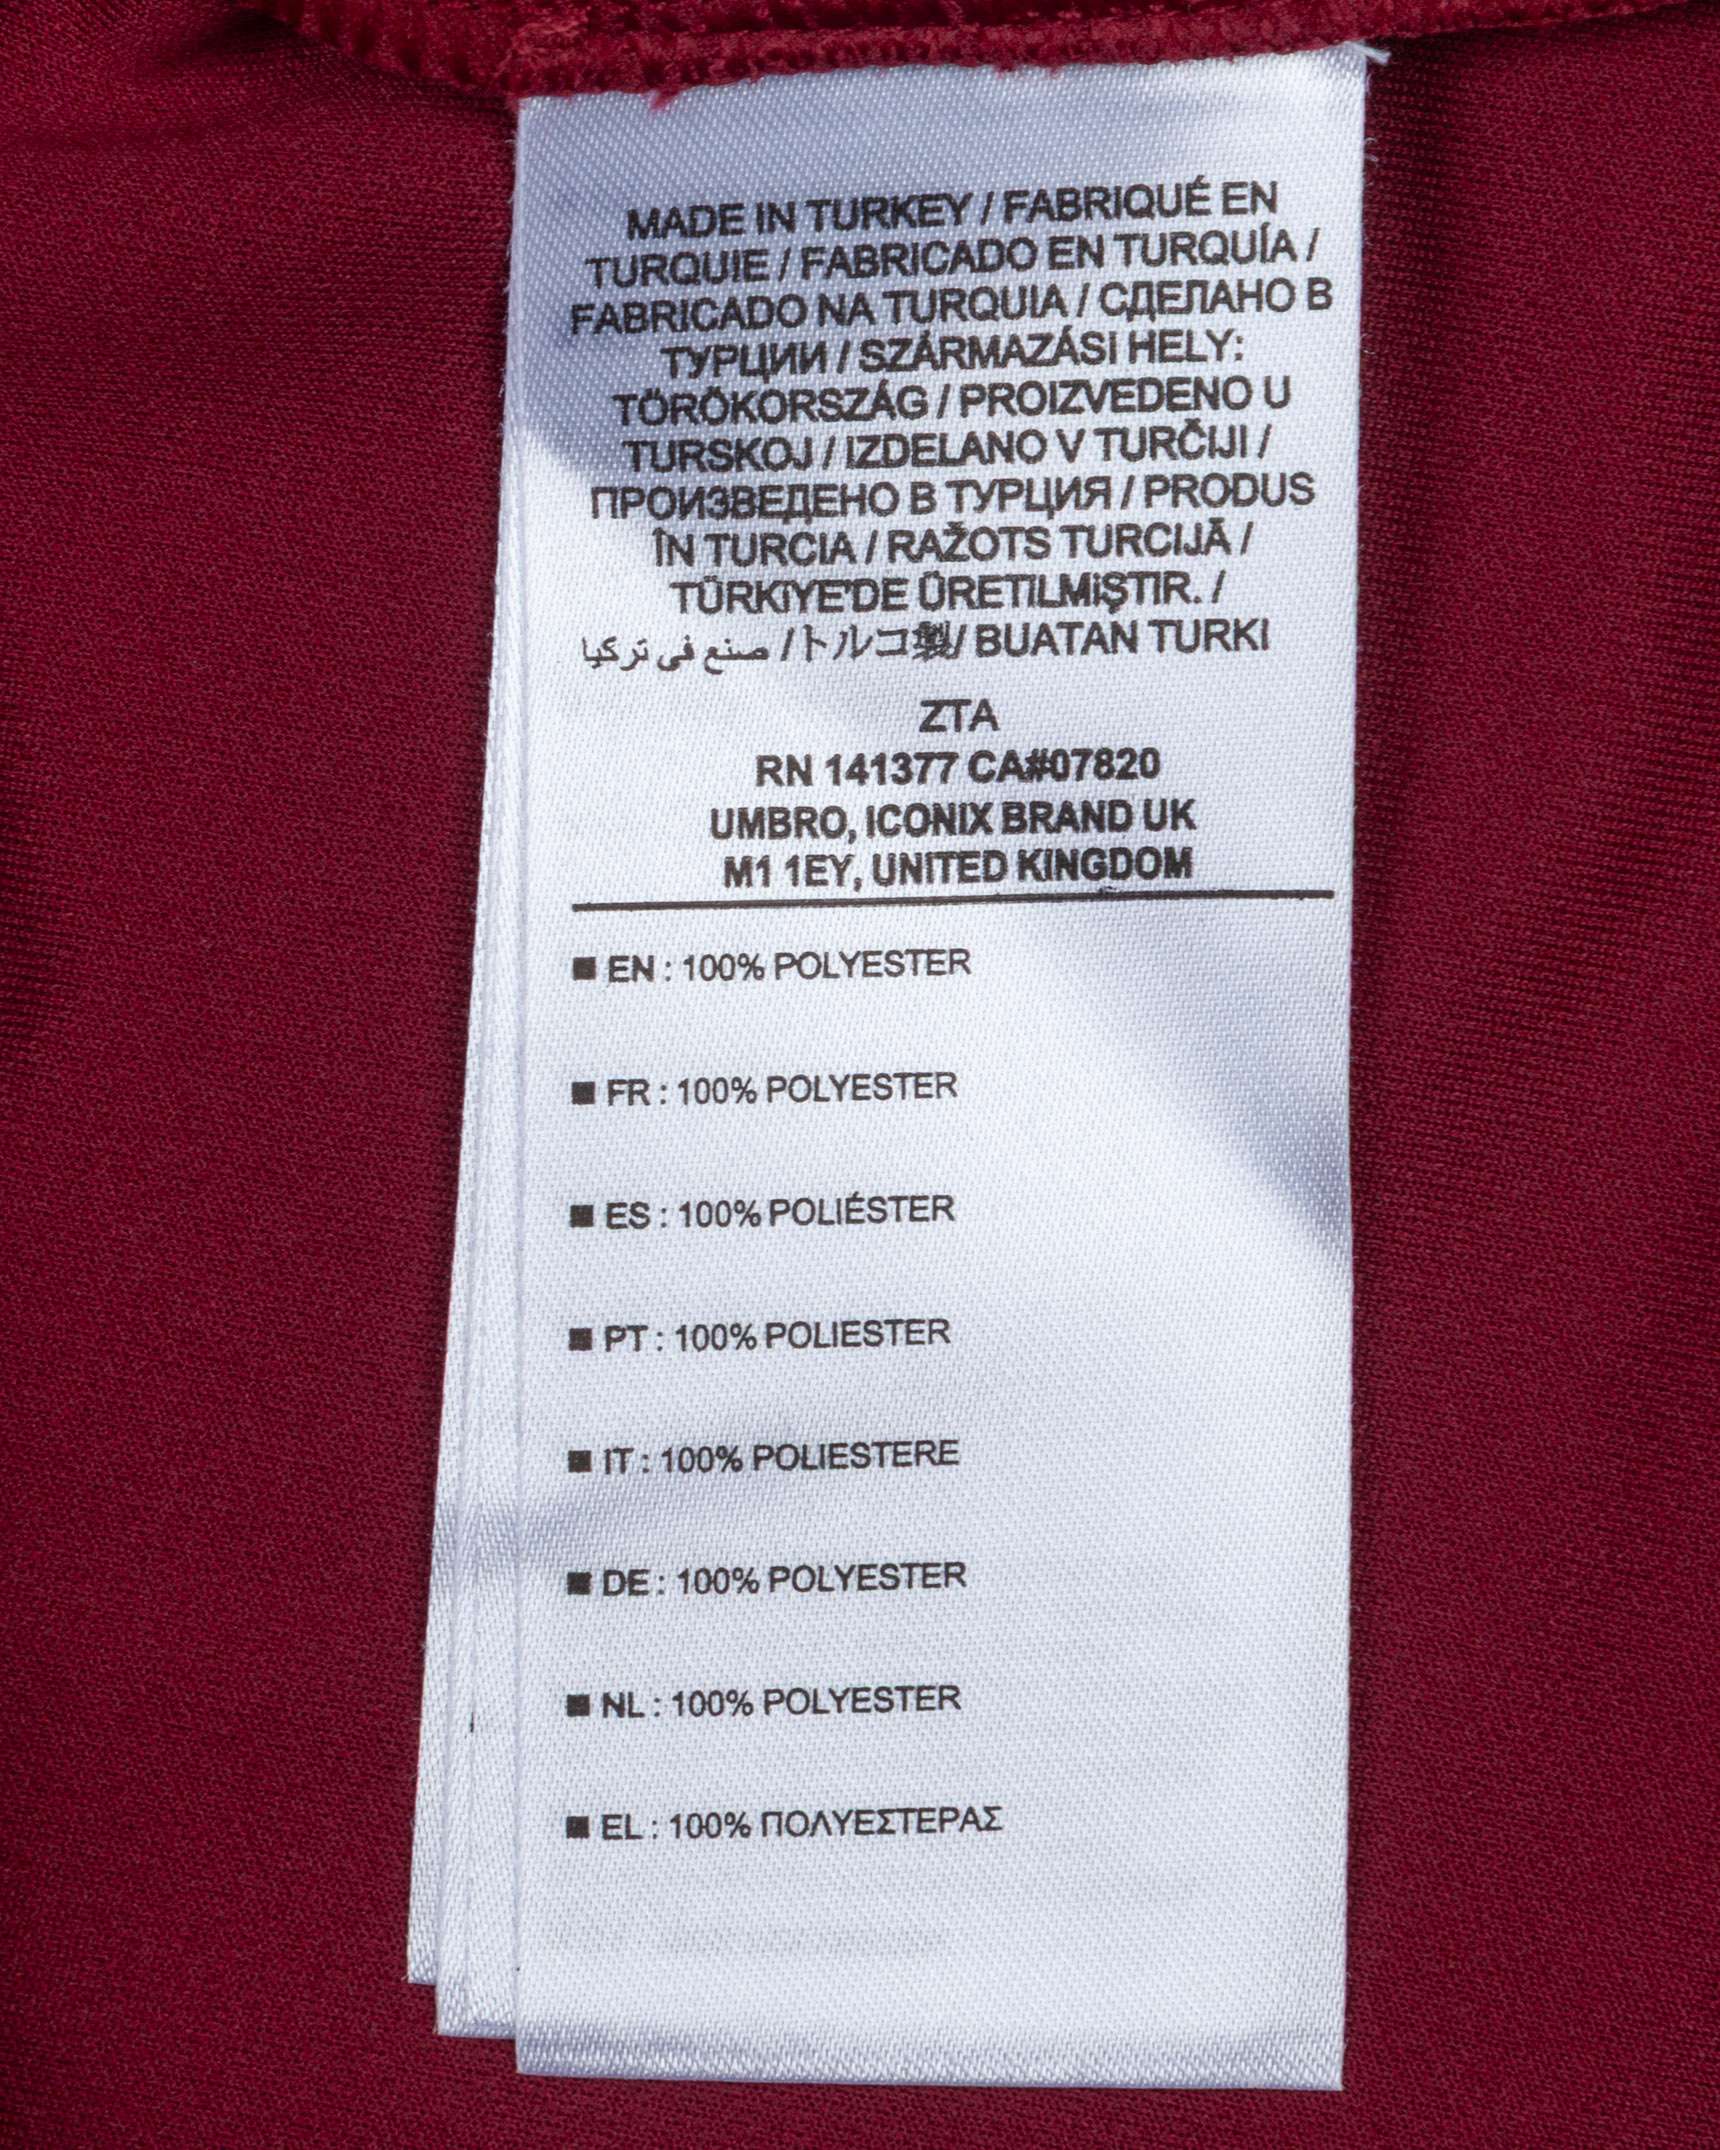 MADE IN TURKEY / FABRIQUÉ EN
TURQUIE / FABRICADO EN TURQUÍA /
FABRICADO NA TURQUIA / СДЕЛАНО В
ТУРЦИИ / SZÁRMAZÁSI HELY:
TÖRÖKORSZÁG / PROIZVEDENO U
TURSKOJ / IZDELANO V TURČIJI /
ПРОИЗВЕДЕНО В ТУРЦИЯ / PRODUS
ÎN TURCIA / RAŽOTS TURCIJĀ /
TÜRKIYE'DE ÜRETILMiŞTIR. /
صنع في تركيا /トルコ製/ BUATAN TURKI
ZTA
RN 141377 CA#07820
UMBRO, ICONIX BRAND UK
M1 1EY, UNITED KINGDOM
■ EN : 100% POLYESTER
■ FR : 100% POLYESTER
■ ES : 100% POLIÉSTER
■ PT : 100% POLIESTER
■ IT : 100% POLIESTERE
■ DE : 100% POLYESTER
■ NL : 100% POLYESTER
■ EL : 100% ΠΟΛΥΕΣΤΕΡΑΣ